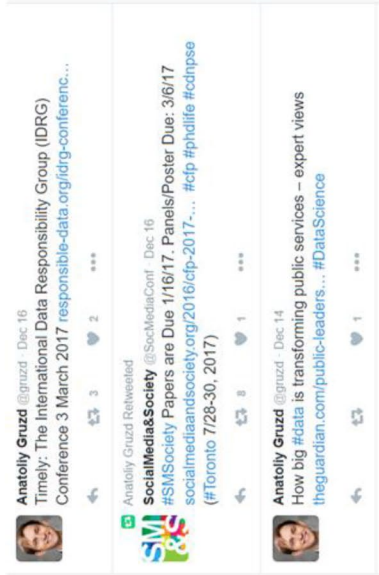 Anatoliy Gruzd @gruzd · Dec 16
Timely: The International Data Responsibility Group (IDRG)
Conference 3 March 2017 responsible-data.org/idrg-conferenc…
3 2
Anatoliy Gruzd Retweeted
SocialMedia&Society @SocMediaConf · Dec 16
#SMSociety Papers are Due 1/16/17. Panels/Poster Due: 3/6/17
socialmediaandsociety.org/2016/cfp-2017-… #cfp #phdlife #cdnpse
(#Toronto 7/28-30, 2017)
8 1
SM
&S
Anatoliy Gruzd @gruzd · Dec 14
How big #data is transforming public services – expert views
theguardian.com/public-leaders… #DataScience
1